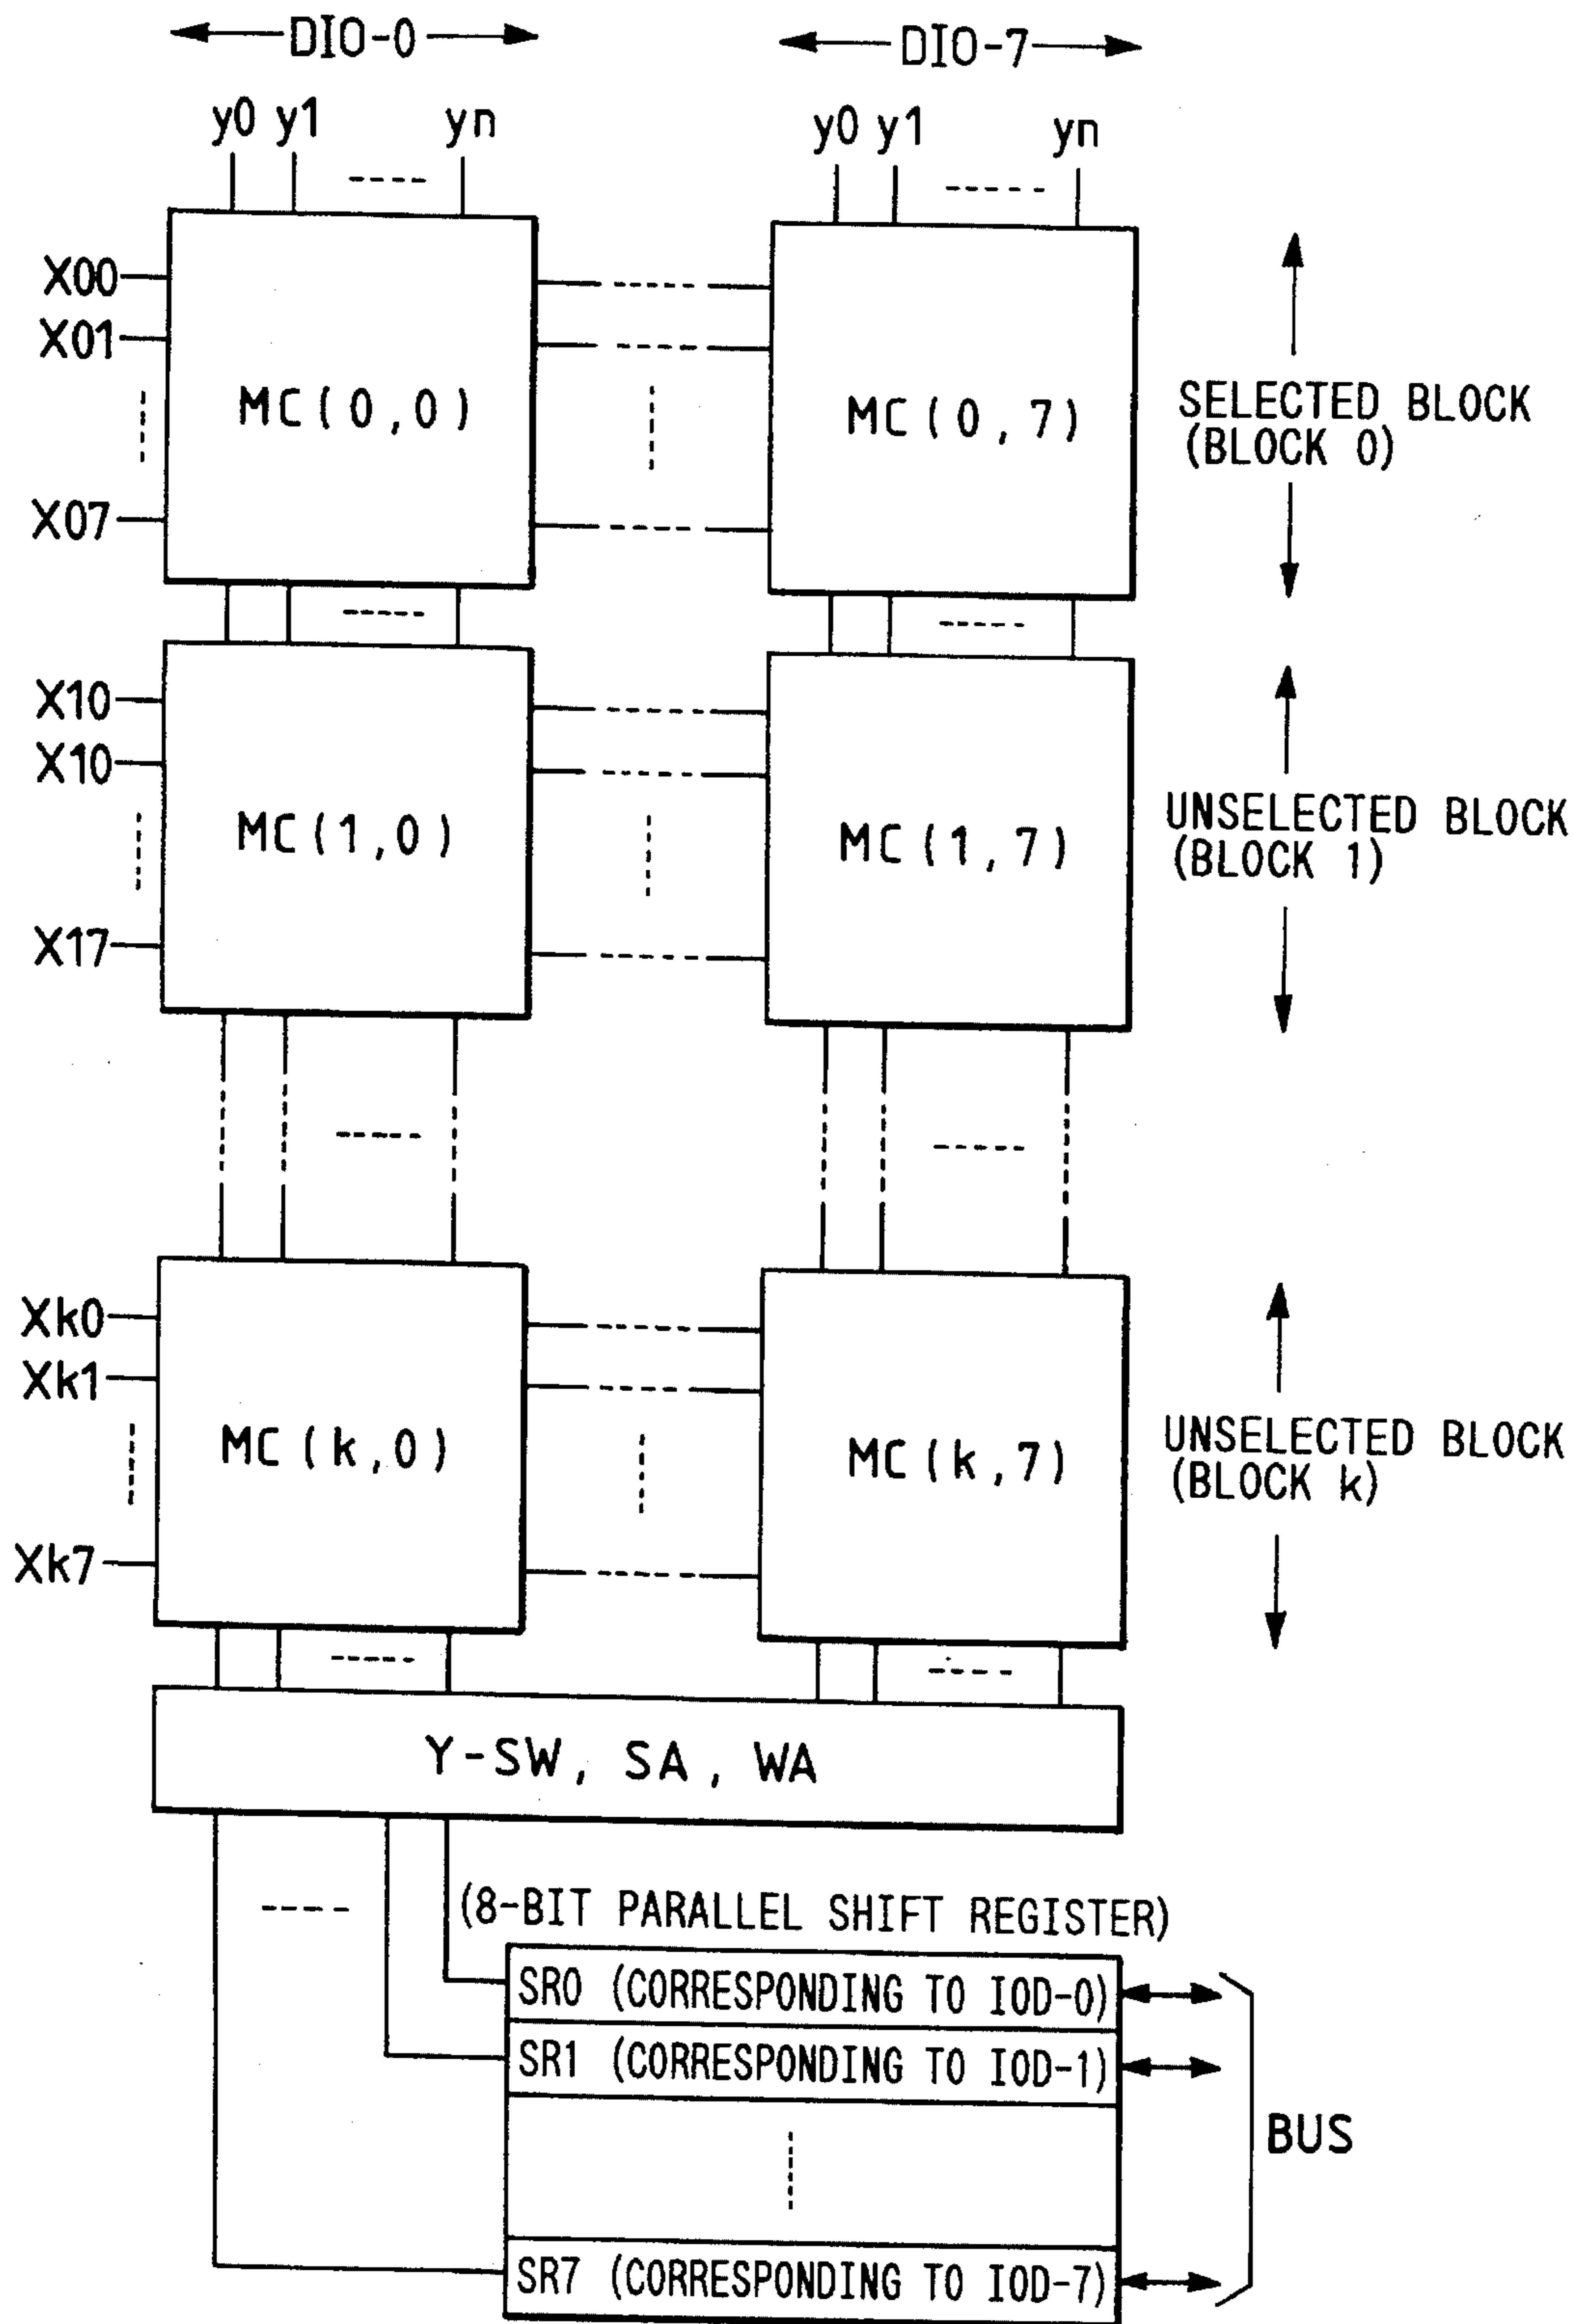 DIO-0
DIO-7
y0 y1 yn
y0 y1 yn
X00
X01
X07
MC(0,0)
MC(0,7)
SELECTED BLOCK
(BLOCK 0)
X10
X10
X17
MC(1,0)
MC(1,7)
UNSELECTED BLOCK
(BLOCK 1)
Xk0
Xk1
Xk7
MC(k,0)
MC(k,7)
UNSELECTED BLOCK
(BLOCK k)
Y-SW, SA, WA
(8-BIT PARALLEL SHIFT REGISTER)
SR0 (CORRESPONDING TO IOD-0)
SR1 (CORRESPONDING TO IOD-1)
SR7 (CORRESPONDING TO IOD-7)
BUS